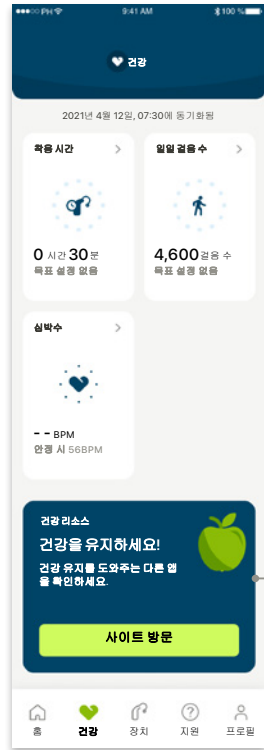 PH 9:41 AM 100 %
건강
2021년 4월 12일, 07:30에 동기화됨
착용 시간
일일 걸음 수
0 시간 30 분
목표 설정 없음
4,600 걸음 수
목표 설정 없음
심박수
- - BPM
안정 시 56BPM
건강 리소스
건강을 유지하세요!
건강 유지를 도와주는 다른 앱
을 확인하세요.
사이트 방문
홈 건강 장치 지원 프로필